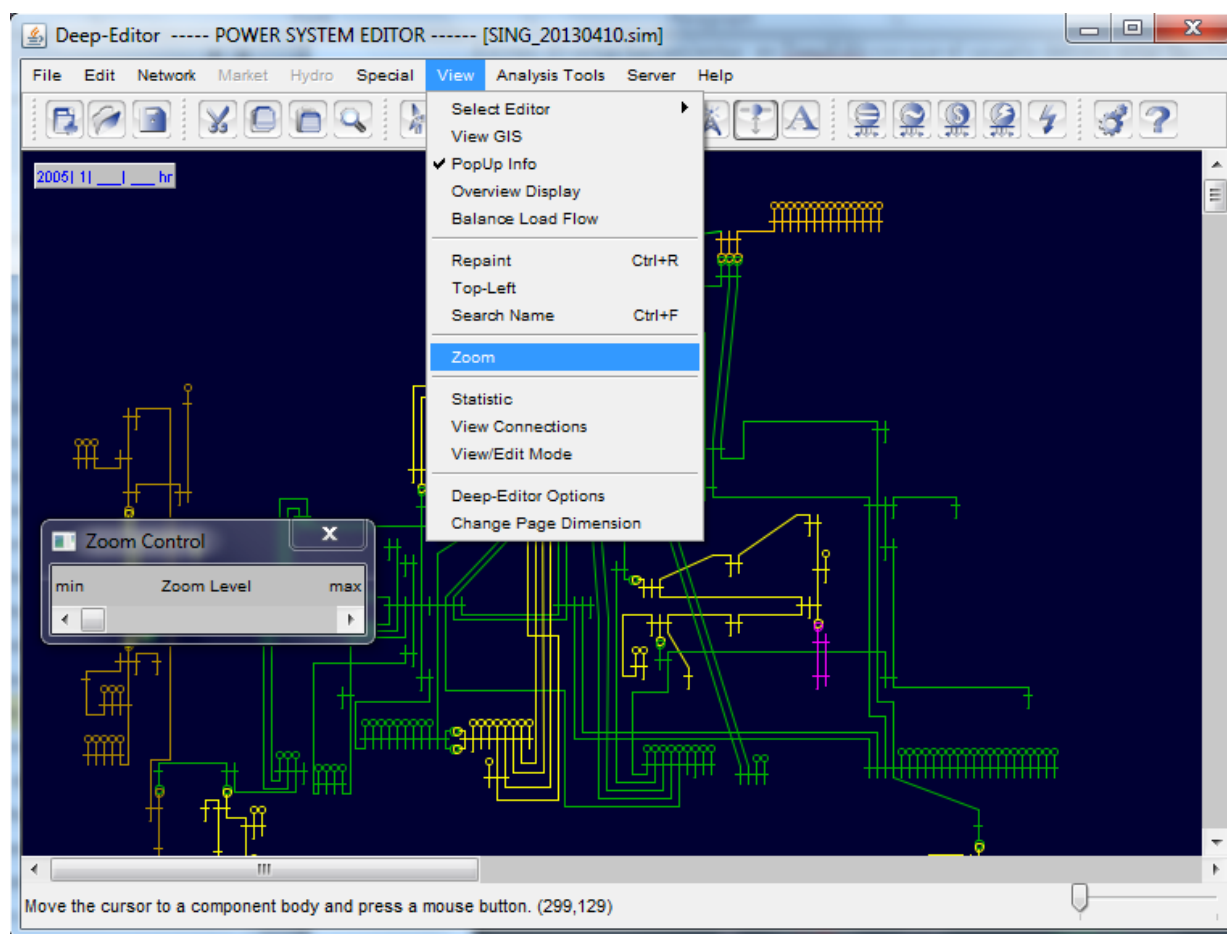 Deep-Editor ----- POWER SYSTEM EDITOR ------ [SING_20130410.sim]
File Edit Network Market Hydro Special View Analysis Tools Server Help
Select Editor
View GIS
PopUp Info
Overview Display
Balance Load Flow
Repaint Ctrl+R
Top-Left
Search Name Ctrl+F
Zoom
Statistic
View Connections
View/Edit Mode
Deep-Editor Options
Change Page Dimension
2005| 1| ___| ___ hr
Zoom Control
min Zoom Level max
Move the cursor to a component body and press a mouse button. (299,129)